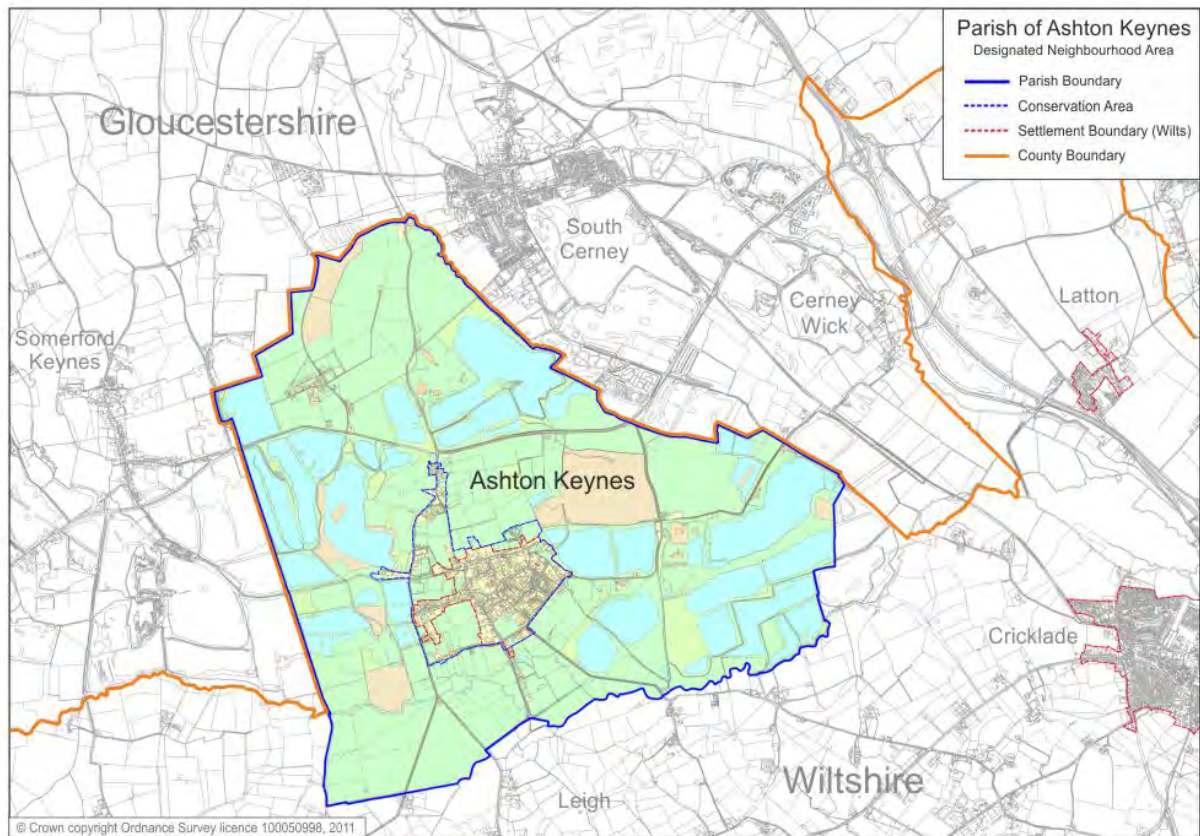 Parish of Ashton Keynes
Designated Neighbourhood Area
Parish Boundary
Conservation Area
Settlement Boundary (Wilts)
County Boundary
Gloucestershire
South
Cerney
Cerney
Wick
Latton
Somerford
Keynes
Ashton Keynes
Cricklade
Wiltshire
Leigh
© Crown copyright Ordnance Survey licence 100050998, 2011